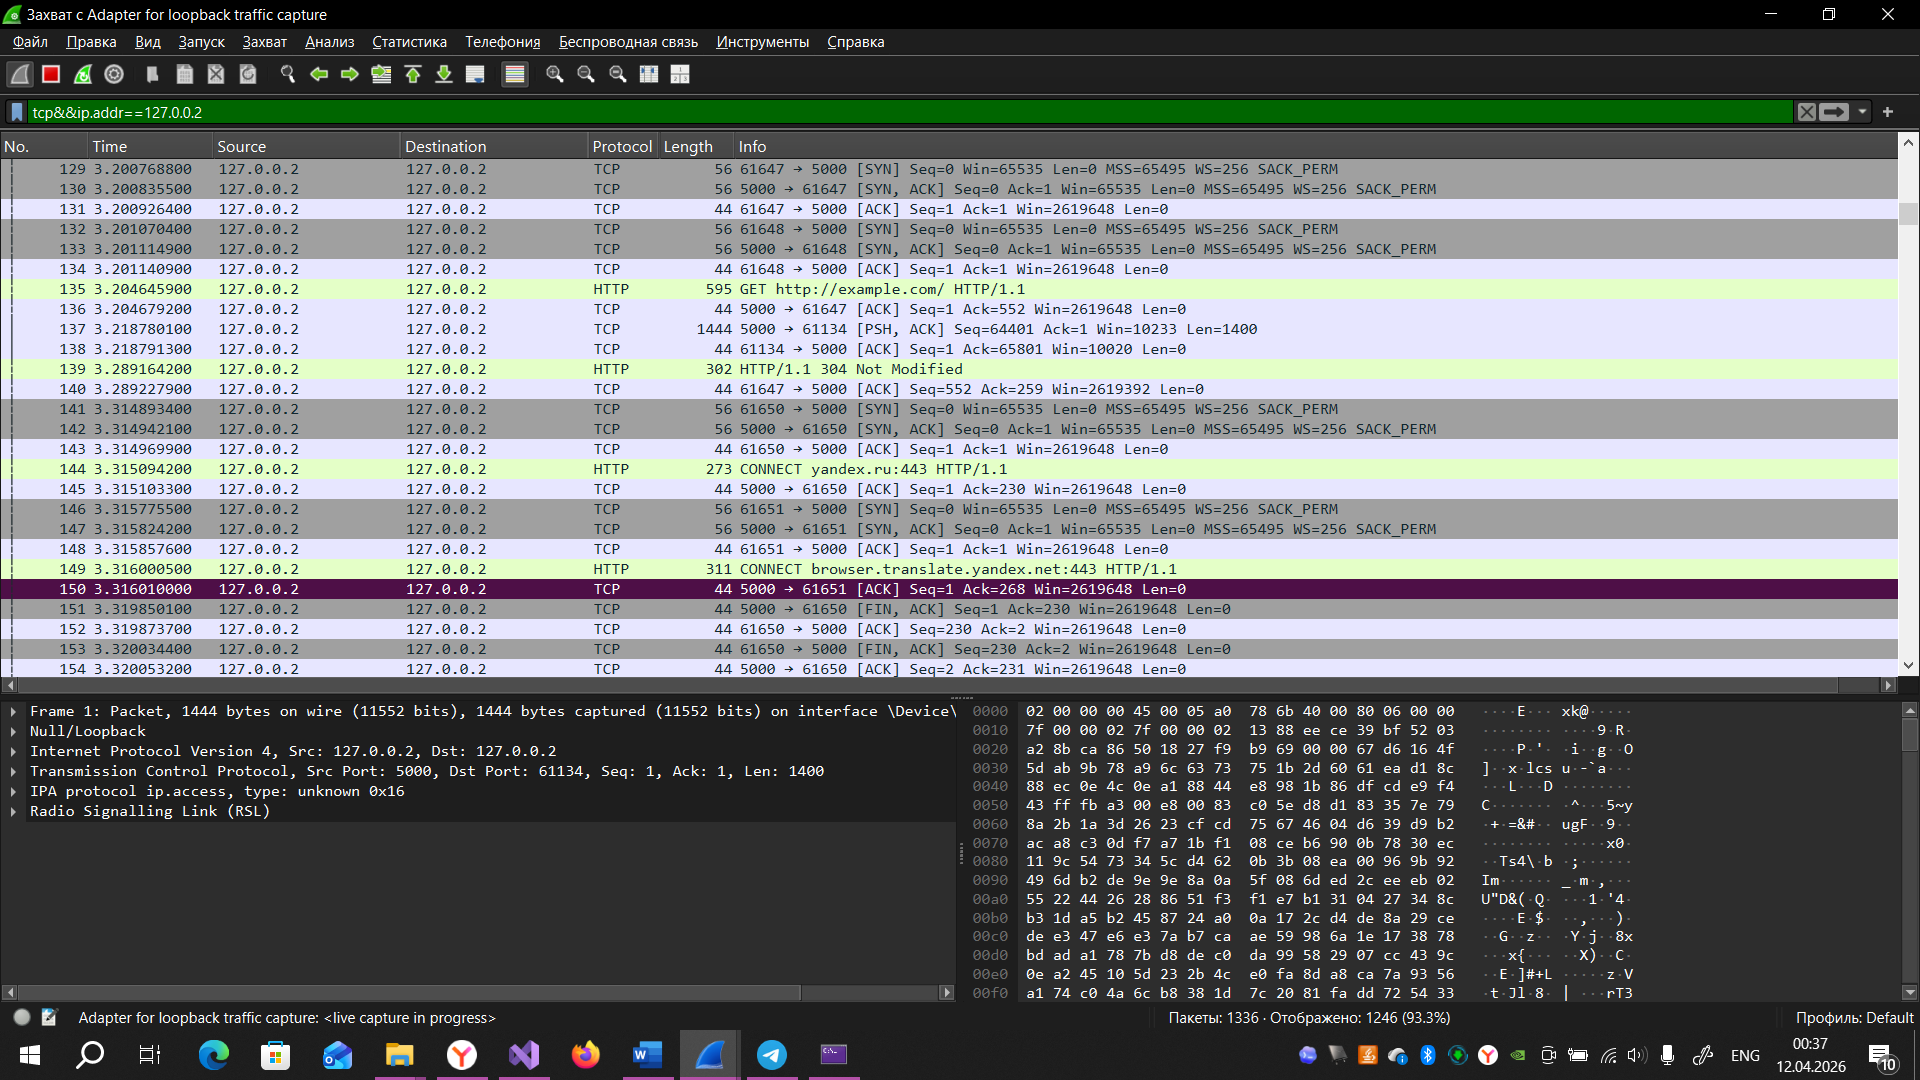 Захват с Adapter for loopback traffic capture
Файл Правка Вид Запуск Захват Анализ Статистика Телефония Беспроводная связь Инструменты Справка
tcp&&ip.addr==127.0.0.2
No. Time Source Destination Protocol Length Info
129 3.200768800 127.0.0.2 127.0.0.2 TCP 56 61647 → 5000 [SYN] Seq=0 Win=65535 Len=0 MSS=65495 WS=256 SACK_PERM
130 3.200835500 127.0.0.2 127.0.0.2 TCP 56 5000 → 61647 [SYN, ACK] Seq=0 Ack=1 Win=65535 Len=0 MSS=65495 WS=256 SACK_PERM
131 3.200926400 127.0.0.2 127.0.0.2 TCP 44 61647 → 5000 [ACK] Seq=1 Ack=1 Win=2619648 Len=0
132 3.201070400 127.0.0.2 127.0.0.2 TCP 56 61648 → 5000 [SYN] Seq=0 Win=65535 Len=0 MSS=65495 WS=256 SACK_PERM
133 3.201114900 127.0.0.2 127.0.0.2 TCP 56 5000 → 61648 [SYN, ACK] Seq=0 Ack=1 Win=65535 Len=0 MSS=65495 WS=256 SACK_PERM
134 3.201140900 127.0.0.2 127.0.0.2 TCP 44 61648 → 5000 [ACK] Seq=1 Ack=1 Win=2619648 Len=0
135 3.204645900 127.0.0.2 127.0.0.2 HTTP 595 GET http://example.com/ HTTP/1.1
136 3.204679200 127.0.0.2 127.0.0.2 TCP 44 5000 → 61647 [ACK] Seq=1 Ack=552 Win=2619648 Len=0
137 3.218780100 127.0.0.2 127.0.0.2 TCP 1444 5000 → 61134 [PSH, ACK] Seq=64401 Ack=1 Win=10233 Len=1400
138 3.218791300 127.0.0.2 127.0.0.2 TCP 44 61134 → 5000 [ACK] Seq=1 Ack=65801 Win=10020 Len=0
139 3.289164200 127.0.0.2 127.0.0.2 HTTP 302 HTTP/1.1 304 Not Modified
140 3.289227900 127.0.0.2 127.0.0.2 TCP 44 61647 → 5000 [ACK] Seq=552 Ack=259 Win=2619392 Len=0
141 3.314893400 127.0.0.2 127.0.0.2 TCP 56 61650 → 5000 [SYN] Seq=0 Win=65535 Len=0 MSS=65495 WS=256 SACK_PERM
142 3.314942100 127.0.0.2 127.0.0.2 TCP 56 5000 → 61650 [SYN, ACK] Seq=0 Ack=1 Win=65535 Len=0 MSS=65495 WS=256 SACK_PERM
143 3.314969900 127.0.0.2 127.0.0.2 TCP 44 61650 → 5000 [ACK] Seq=1 Ack=1 Win=2619648 Len=0
144 3.315094200 127.0.0.2 127.0.0.2 HTTP 273 CONNECT yandex.ru:443 HTTP/1.1
145 3.315103300 127.0.0.2 127.0.0.2 TCP 44 5000 → 61650 [ACK] Seq=1 Ack=230 Win=2619648 Len=0
146 3.315775500 127.0.0.2 127.0.0.2 TCP 56 61651 → 5000 [SYN] Seq=0 Win=65535 Len=0 MSS=65495 WS=256 SACK_PERM
147 3.315824200 127.0.0.2 127.0.0.2 TCP 56 5000 → 61651 [SYN, ACK] Seq=0 Ack=1 Win=65535 Len=0 MSS=65495 WS=256 SACK_PERM
148 3.315857600 127.0.0.2 127.0.0.2 TCP 44 61651 → 5000 [ACK] Seq=1 Ack=1 Win=2619648 Len=0
149 3.316000500 127.0.0.2 127.0.0.2 HTTP 311 CONNECT browser.translate.yandex.net:443 HTTP/1.1
150 3.316010000 127.0.0.2 127.0.0.2 TCP 44 5000 → 61651 [ACK] Seq=1 Ack=268 Win=2619648 Len=0
151 3.319850100 127.0.0.2 127.0.0.2 TCP 44 5000 → 61650 [FIN, ACK] Seq=1 Ack=230 Win=2619648 Len=0
152 3.319873700 127.0.0.2 127.0.0.2 TCP 44 61650 → 5000 [ACK] Seq=230 Ack=2 Win=2619648 Len=0
153 3.320034400 127.0.0.2 127.0.0.2 TCP 44 61650 → 5000 [FIN, ACK] Seq=230 Ack=2 Win=2619648 Len=0
154 3.320053200 127.0.0.2 127.0.0.2 TCP 44 5000 → 61650 [ACK] Seq=2 Ack=231 Win=2619648 Len=0
Frame 1: Packet, 1444 bytes on wire (11552 bits), 1444 bytes captured (11552 bits) on interface \Device\
Null/Loopback
Internet Protocol Version 4, Src: 127.0.0.2, Dst: 127.0.0.2
Transmission Control Protocol, Src Port: 5000, Dst Port: 61134, Seq: 1, Ack: 1, Len: 1400
IPA protocol ip.access, type: unknown 0x16
Radio Signalling Link (RSL)
0000 02 00 00 00 45 00 05 a0 78 6b 40 00 80 06 00 00 ····E··· xk@·····
0010 7f 00 00 02 7f 00 00 02 13 88 ee ce 39 bf 52 03 ········ ····9·R·
0020 a2 8b ca 86 50 18 27 f9 b9 69 00 00 67 d6 16 4f ····P·'· ·i··g··O
0030 5d ab 9b 78 a9 6c 63 73 75 1b 2d 60 61 ea d1 8c ]··x·lcs u·-`a···
0040 88 ec 0e 4c 0e a1 88 44 e8 98 1b 86 df cd e9 f4 ···L···D ········
0050 43 ff fb a3 00 e8 00 83 c0 5e d8 d1 83 35 7e 79 C······· ·^···5~y
0060 8a 2b 1a 3d 26 23 cf cd 75 67 46 04 d6 39 d9 b2 ·+·=&#·· ugF··9··
0070 ac a8 c3 0d f7 a7 1b f1 08 ce b6 90 0b 78 30 ec ········ ·····x0·
0080 11 9c 54 73 34 5c d4 62 0b 3b 08 ea 00 96 9b 92 ··Ts4\·b ·;······
0090 49 6d b2 de 9e 9e 8a 0a 5f 08 6d ed 2c ee eb 02 Im······ _·m·,···
00a0 55 22 44 26 28 86 51 f3 f1 e7 b1 31 04 27 34 8c U"D&(·Q· ···1·'4·
00b0 b3 1d a5 b2 45 87 24 a0 0a 17 2c d4 de 8a 29 ce ····E·$· ··,···)·
00c0 de e3 47 e6 e3 7a b7 ca ae 59 98 6a 1e 17 38 78 ··G··z·· ·Y·j··8x
00d0 bd ad a1 78 7b d8 de c0 da 99 58 29 07 cc 43 9c ···x{··· ··X)··C·
00e0 0e a2 45 10 5d 23 2b 4c e0 fa 8d a8 ca 7a 93 56 ··E·]#+L ·····z·V
00f0 a1 74 c0 4a 6c b8 38 1d 7c 20 81 fa dd 72 54 33 ·t·Jl·8· | ···rT3
Adapter for loopback traffic capture: <live capture in progress>
Пакеты: 1336 · Отображено: 1246 (93.3%)
Профиль: Default
ENG
00:37
12.04.2026
10